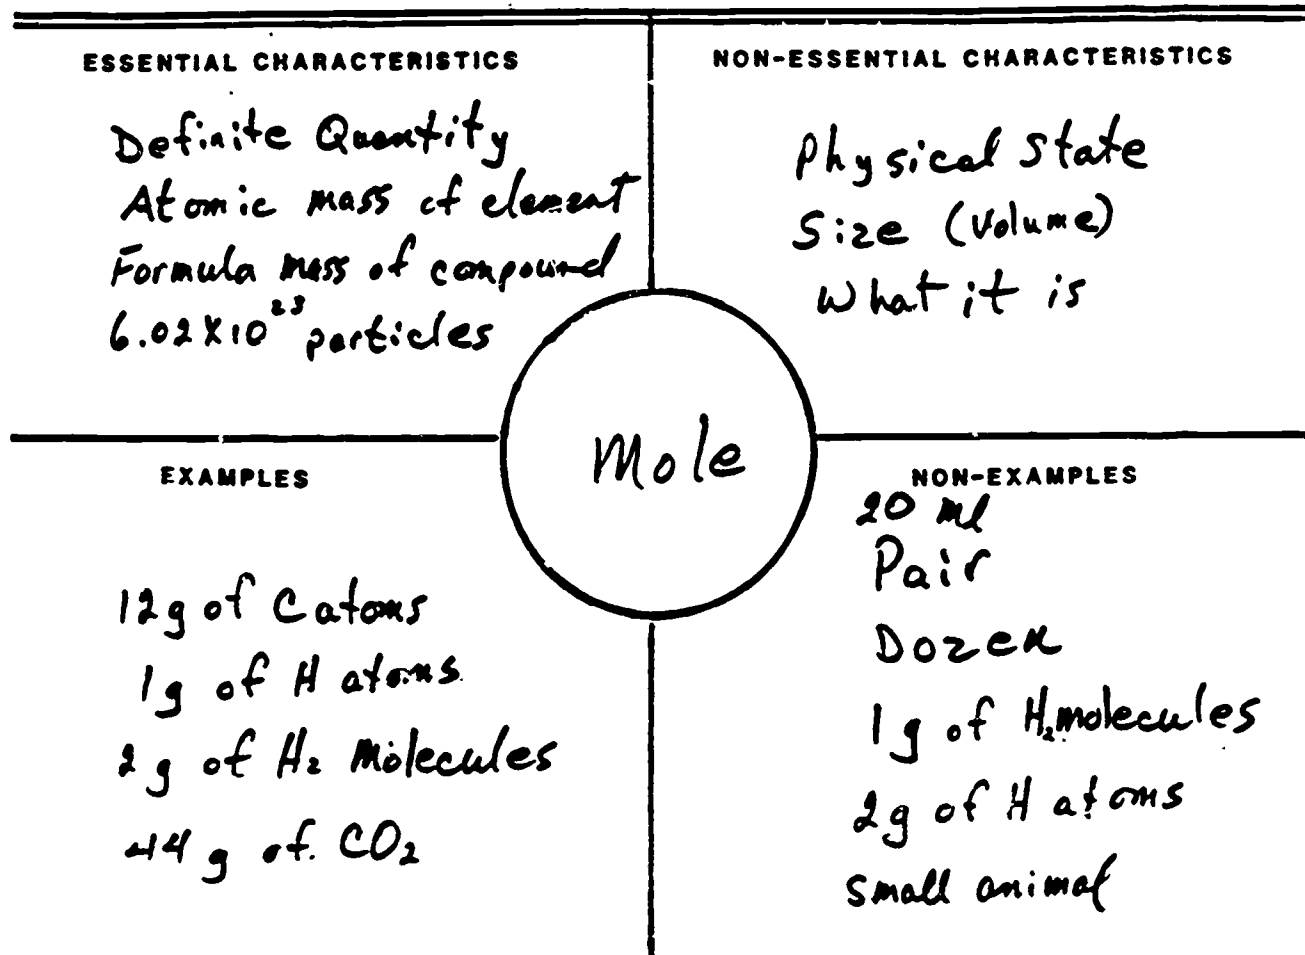 ESSENTIAL CHARACTERISTICS
Definite Quantity
Atomic mass of element
Formula mass of compound
6.02X10²³ particles
NON-ESSENTIAL CHARACTERISTICS
Physical State
Size (Volume)
What it is
Mole
EXAMPLES
12g of C atoms
1g of H atoms
2g of H₂ Molecules
44 g of CO₂
NON-EXAMPLES
20 ml
Pair
Dozen
1g of H₂ molecules
2g of H atoms
Small animal